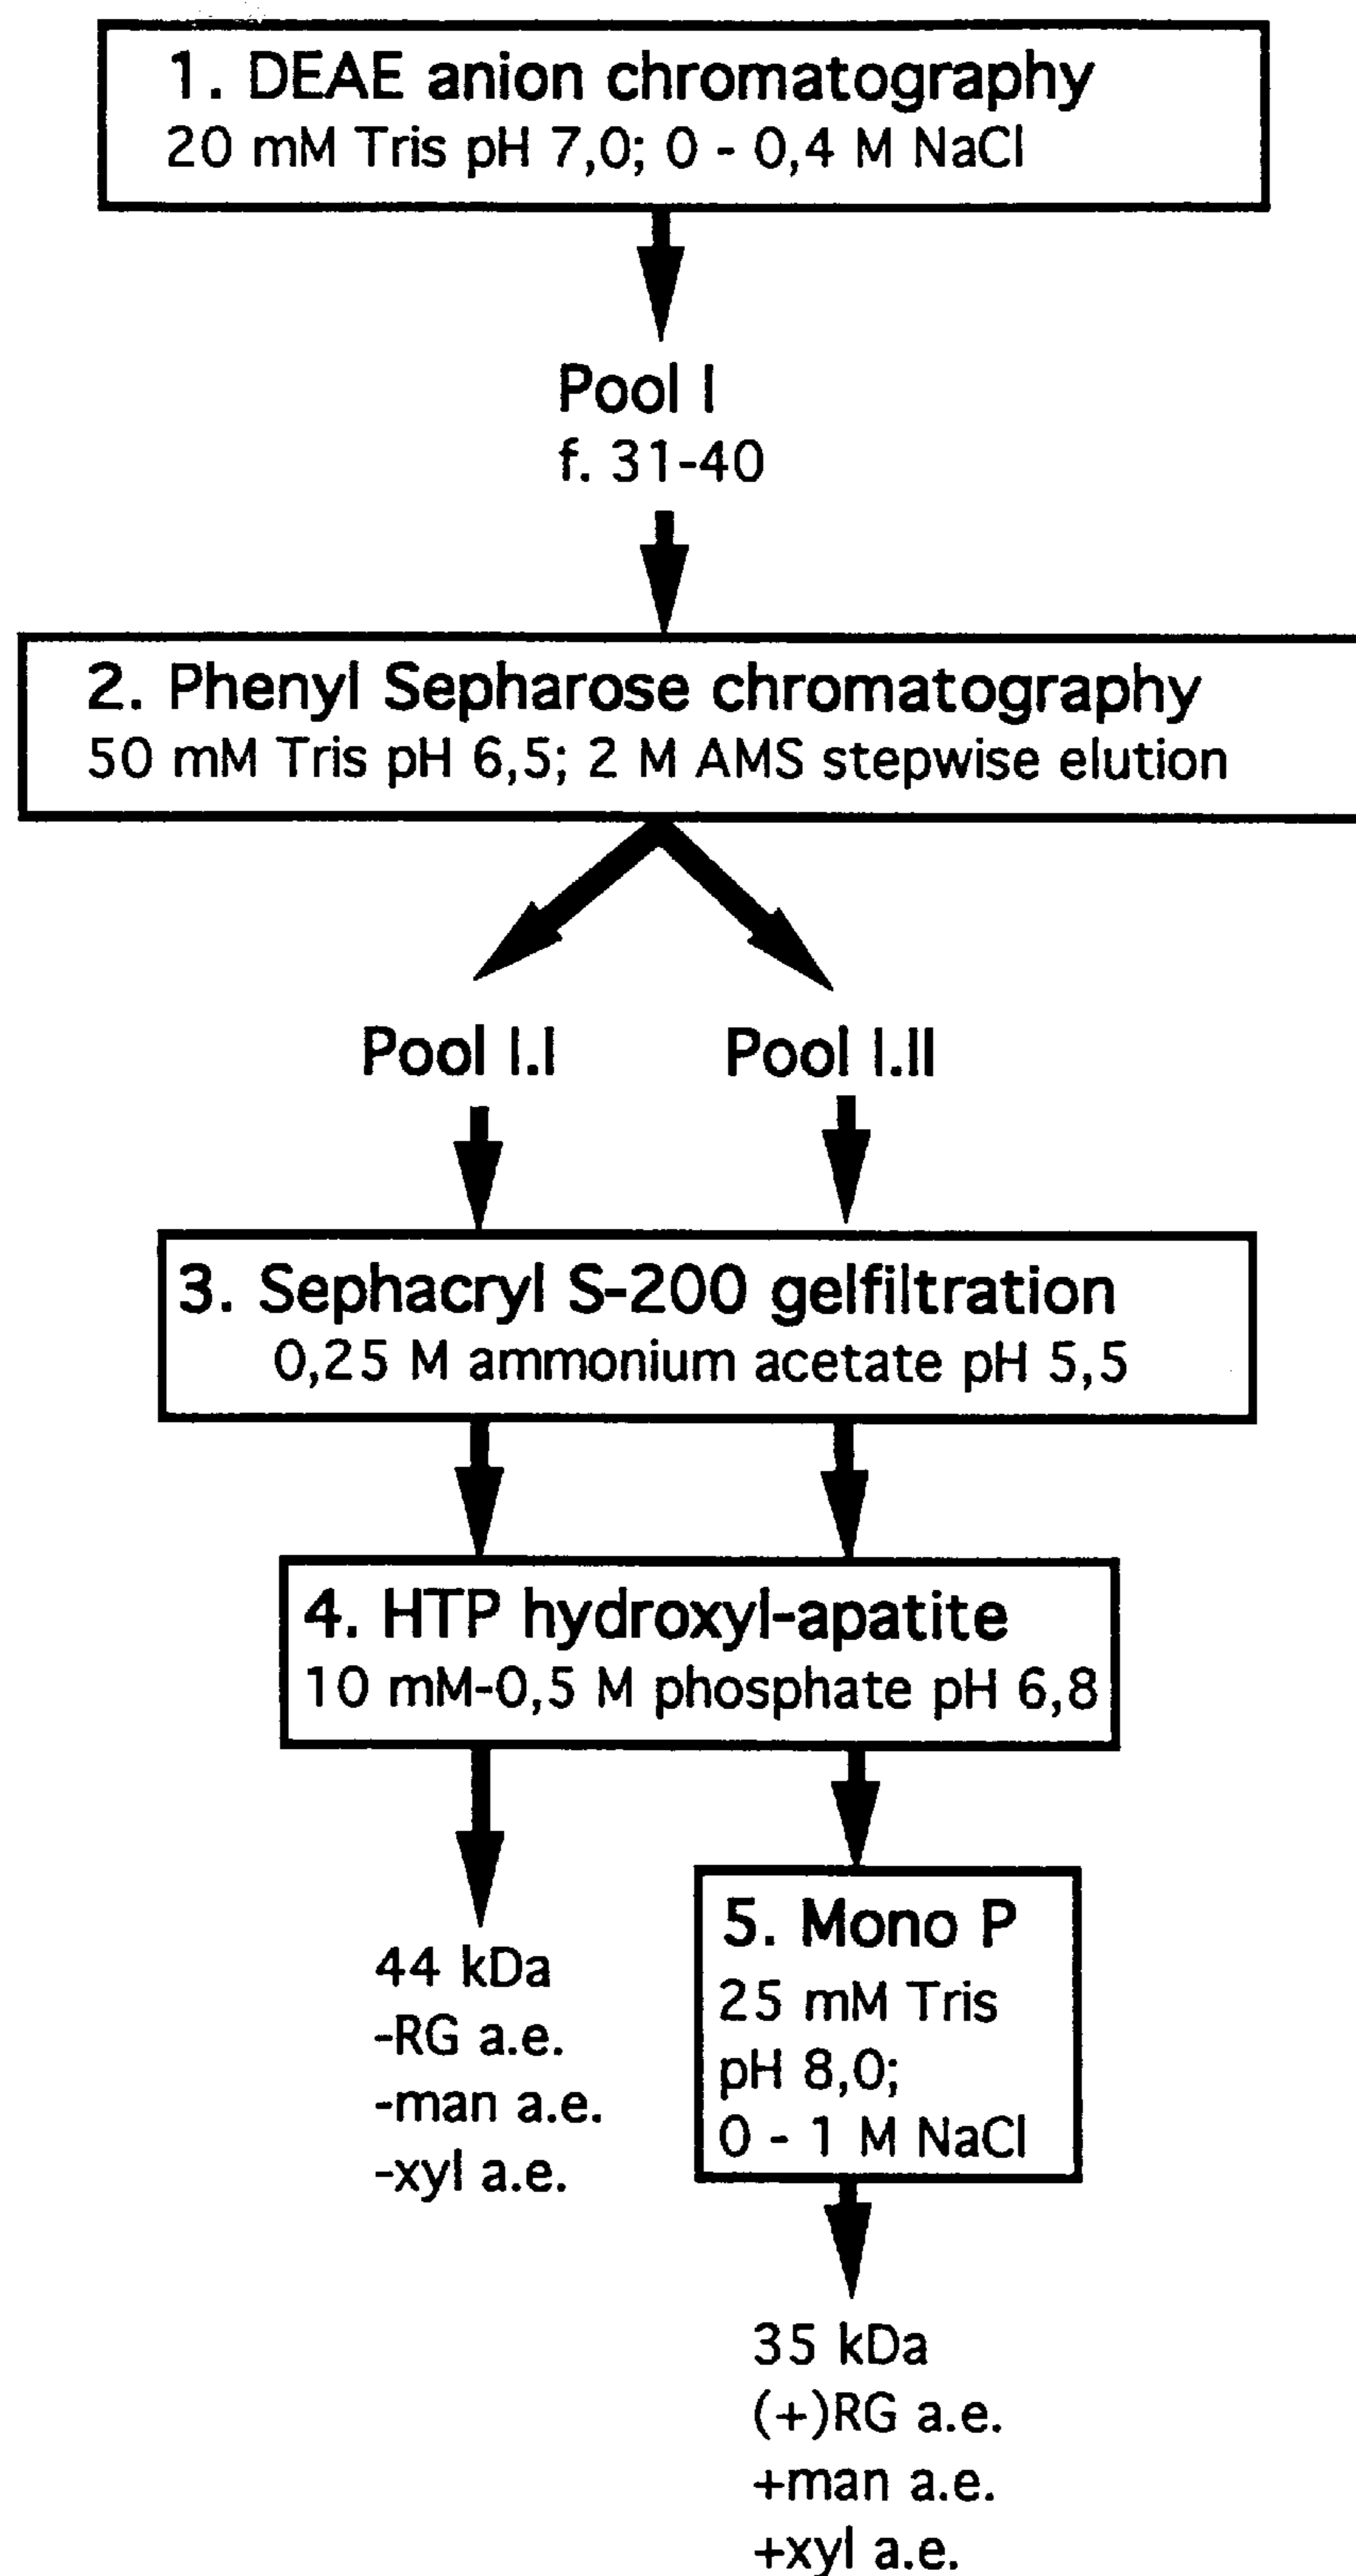 1. DEAE anion chromatography
20 mM Tris pH 7,0; 0 - 0,4 M NaCl
Pool I
f. 31-40
2. Phenyl Sepharose chromatography
50 mM Tris pH 6,5; 2 M AMS stepwise elution
Pool I.I
Pool I.II
3. Sephacryl S-200 gelfiltration
0,25 M ammonium acetate pH 5,5
4. HTP hydroxyl-apatite
10 mM-0,5 M phosphate pH 6,8
44 kDa
-RG a.e.
-man a.e.
-xyl a.e.
5. Mono P
25 mM Tris
pH 8,0;
0 - 1 M NaCl
35 kDa
(+)RG a.e.
+man a.e.
+xyl a.e.